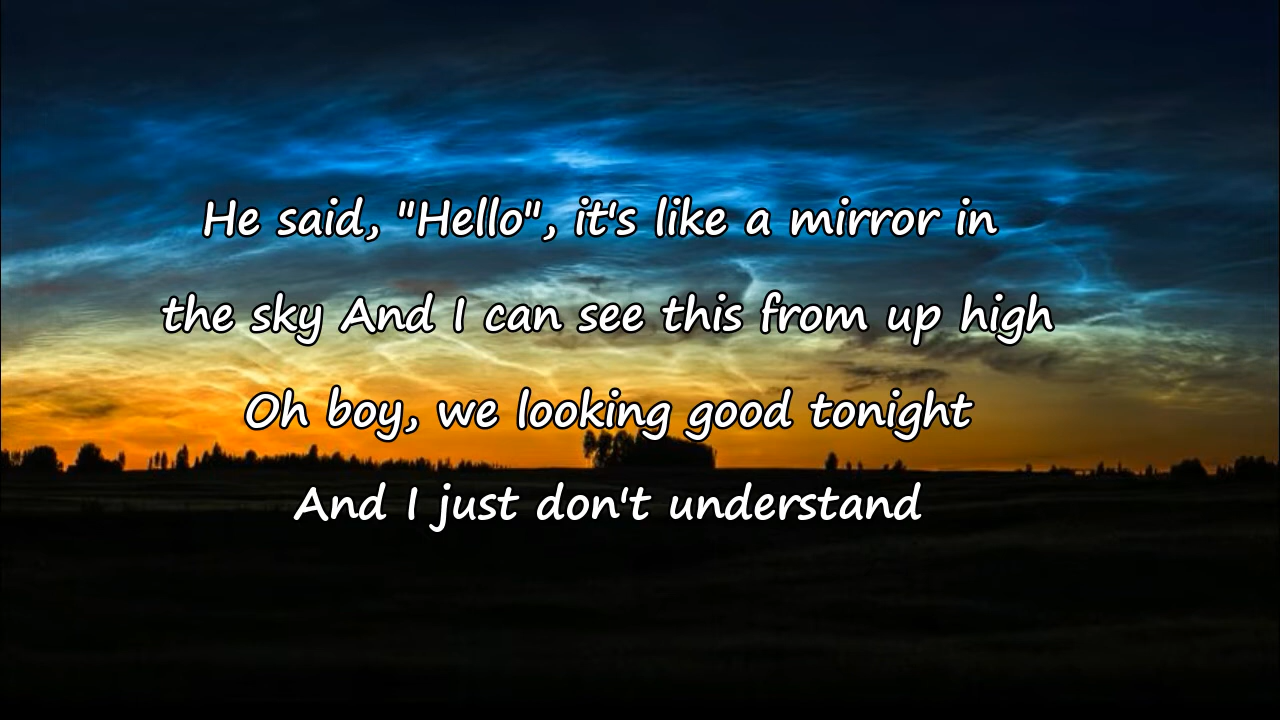 He said, "Hello", it's like a mirror in
the sky And I can see this from up high
Oh boy, we looking good tonight
And I just don't understand